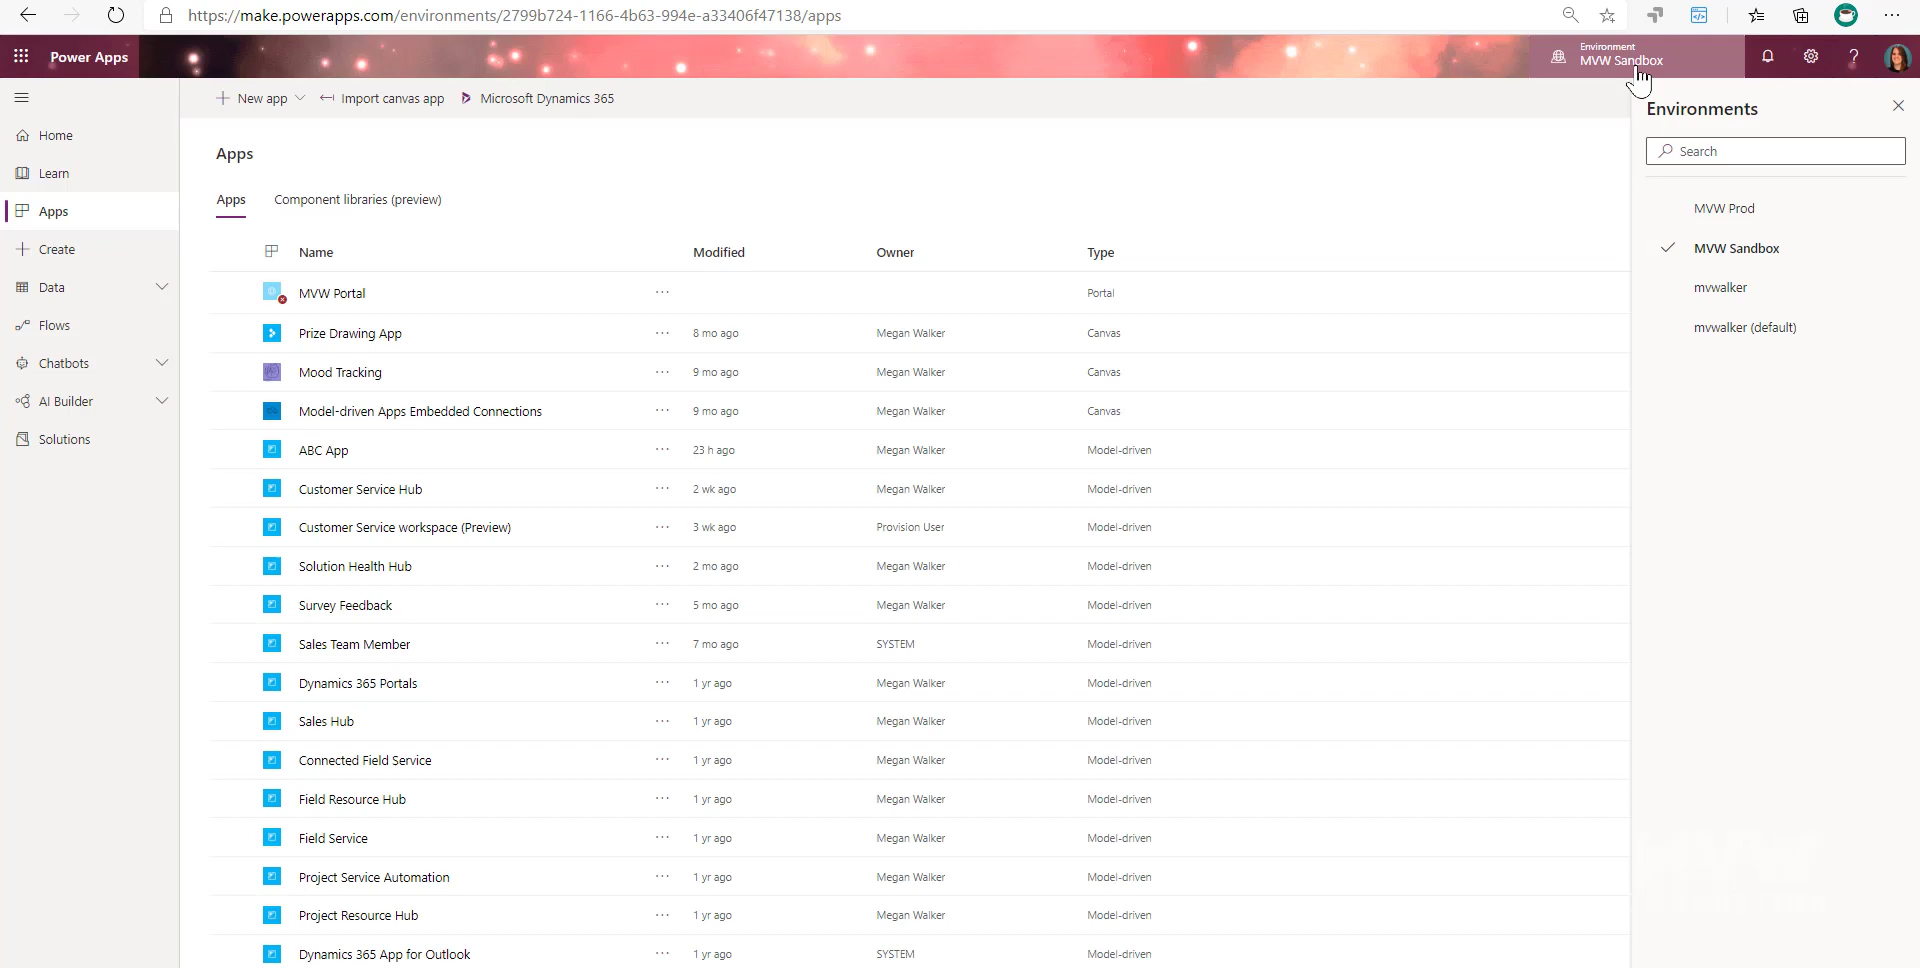 https://make.powerapps.com/environments/2799b724-1166-4b63-994e-a33406f47138/apps
Power Apps
Environment
MVW Sandbox
New app
Import canvas app
Microsoft Dynamics 365
Environments
Search
MVW Prod
MVW Sandbox
mvwalker
mvwalker (default)
Home
Learn
Apps
Create
Data
Flows
Chatbots
AI Builder
Solutions
Apps
Apps Component libraries (preview)
Name Modified Owner Type
MVW Portal ··· Portal
Prize Drawing App ··· 8 mo ago Megan Walker Canvas
Mood Tracking ··· 9 mo ago Megan Walker Canvas
Model-driven Apps Embedded Connections ··· 9 mo ago Megan Walker Canvas
ABC App ··· 23 h ago Megan Walker Model-driven
Customer Service Hub ··· 2 wk ago Megan Walker Model-driven
Customer Service workspace (Preview) ··· 3 wk ago Provision User Model-driven
Solution Health Hub ··· 2 mo ago Megan Walker Model-driven
Survey Feedback ··· 5 mo ago Megan Walker Model-driven
Sales Team Member ··· 7 mo ago SYSTEM Model-driven
Dynamics 365 Portals ··· 1 yr ago Megan Walker Model-driven
Sales Hub ··· 1 yr ago Megan Walker Model-driven
Connected Field Service ··· 1 yr ago Megan Walker Model-driven
Field Resource Hub ··· 1 yr ago Megan Walker Model-driven
Field Service ··· 1 yr ago Megan Walker Model-driven
Project Service Automation ··· 1 yr ago Megan Walker Model-driven
Project Resource Hub ··· 1 yr ago Megan Walker Model-driven
Dynamics 365 App for Outlook ··· 1 yr ago SYSTEM Model-driven